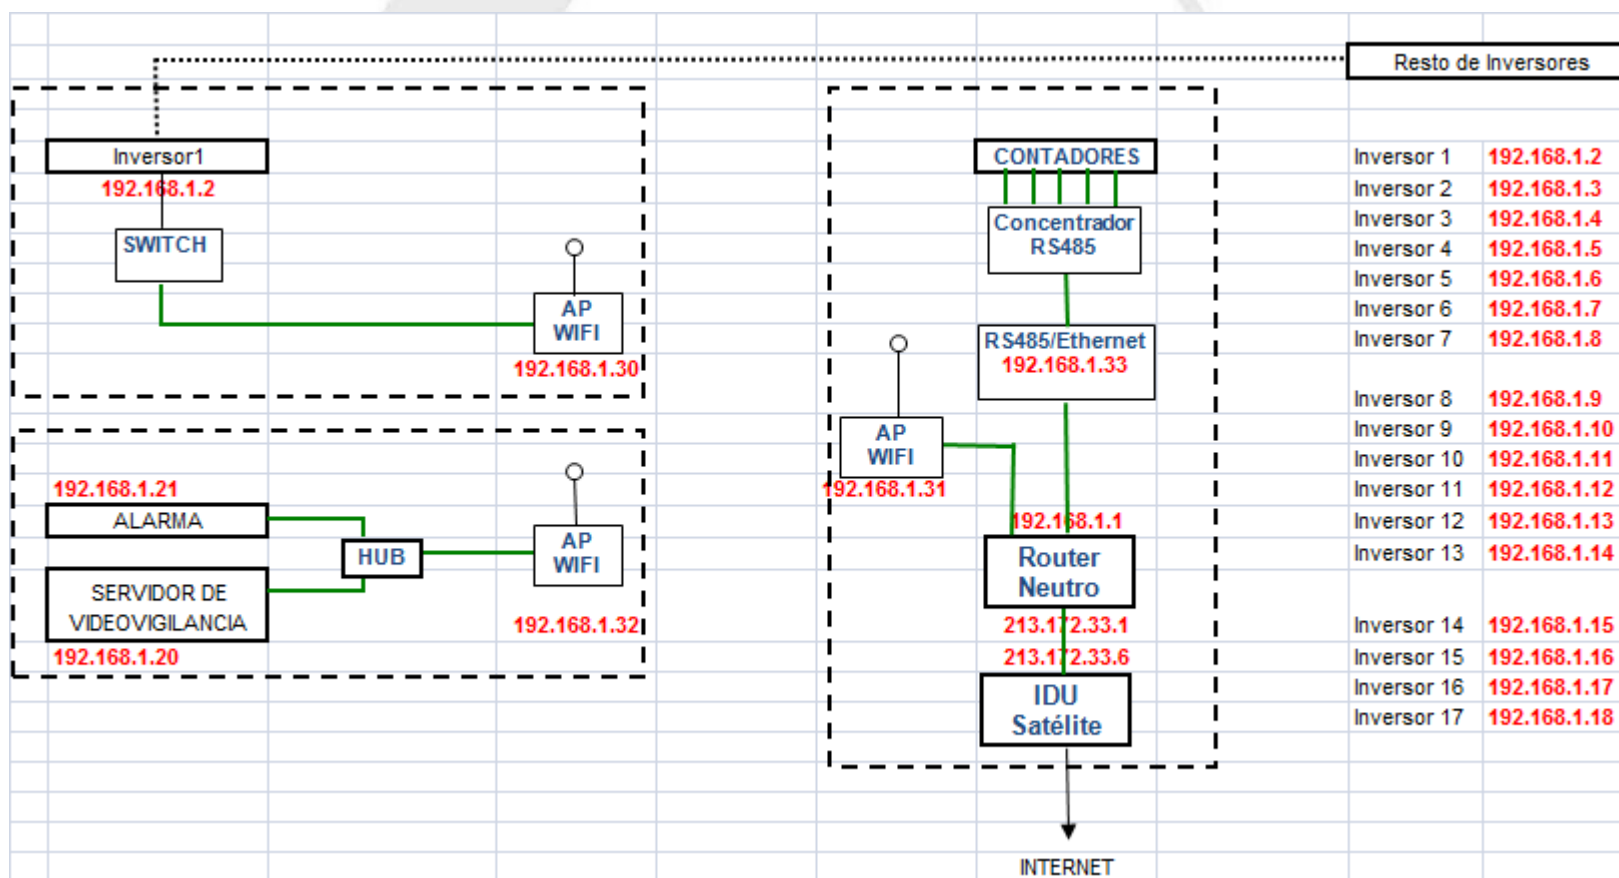 Resto de Inversores
Inversor1
192.168.1.2
SWITCH
AP
WIFI
192.168.1.30
192.168.1.21
ALARMA
HUB
SERVIDOR DE
VIDEOVIGILANCIA
192.168.1.20
AP
WIFI
192.168.1.32
CONTADORES
Concentrador
RS485
RS485/Ethernet
192.168.1.33
AP
WIFI
192.168.1.31
192.168.1.1
Router
Neutro
213.172.33.1
213.172.33.6
IDU
Satélite
INTERNET
Inversor 1 192.168.1.2
Inversor 2 192.168.1.3
Inversor 3 192.168.1.4
Inversor 4 192.168.1.5
Inversor 5 192.168.1.6
Inversor 6 192.168.1.7
Inversor 7 192.168.1.8
Inversor 8 192.168.1.9
Inversor 9 192.168.1.10
Inversor 10 192.168.1.11
Inversor 11 192.168.1.12
Inversor 12 192.168.1.13
Inversor 13 192.168.1.14
Inversor 14 192.168.1.15
Inversor 15 192.168.1.16
Inversor 16 192.168.1.17
Inversor 17 192.168.1.18